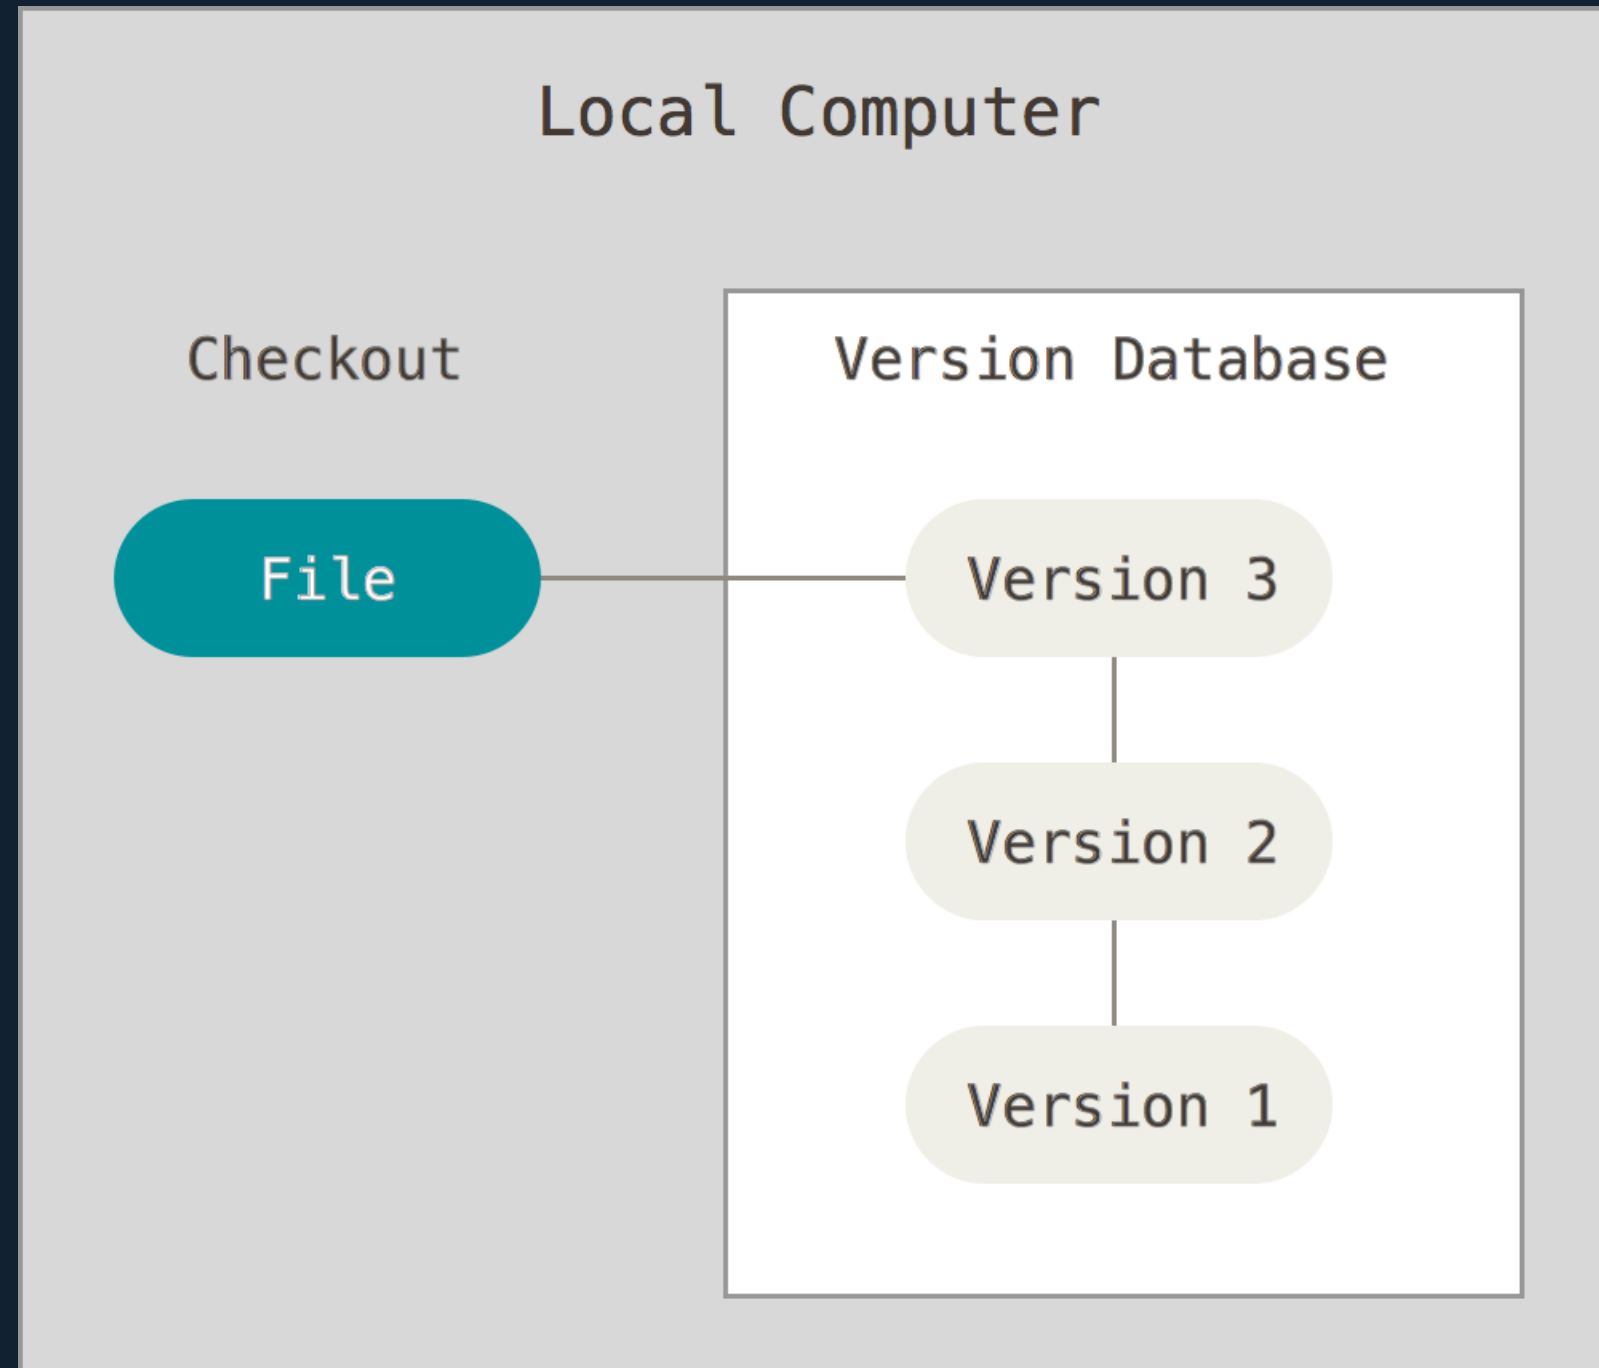 Local Computer
Checkout
Version Database
File
Version 3
Version 2
Version 1